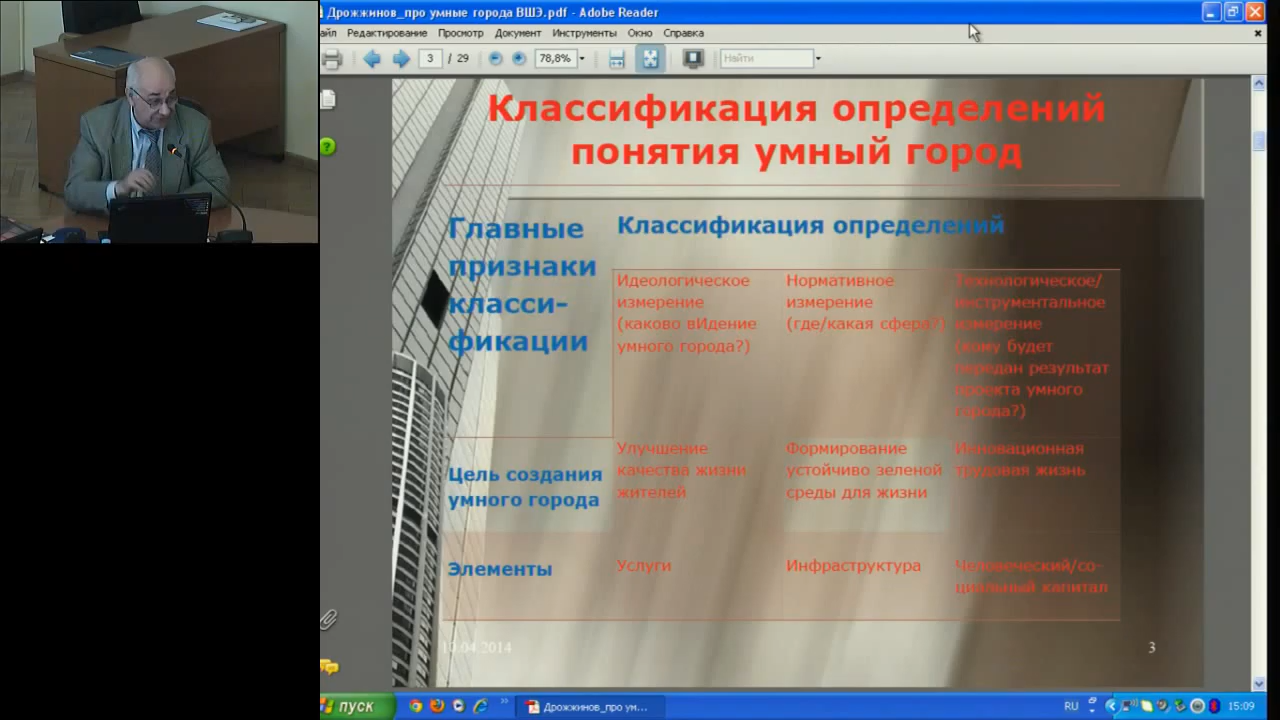 Дрожжинов_про умные города ВШЭ.pdf - Adobe Reader
айл Редактирование Просмотр Документ Инструменты Окно Справка
3 / 29 78,8% Найти
Классификация определений
понятия умный город
Главные
признаки
класси-
фикации
Классификация определений
Идеологическое
измерение
(каково вИдение
умного города?)
Нормативное
измерение
(где/какая сфера?)
Технологическое/
инструментальное
измерение
(кому будет
передан результат
проекта умного
города?)
Цель создания
умного города
Улучшение
качества жизни
жителей
Формирование
устойчиво зеленой
среды для жизни
Инновационная
трудовая жизнь
Элементы
Услуги
Инфраструктура
Человеческий/со-
циальный капитал
10.04.2014
3
пуск
Дрожжинов_про ум...
RU
15:09